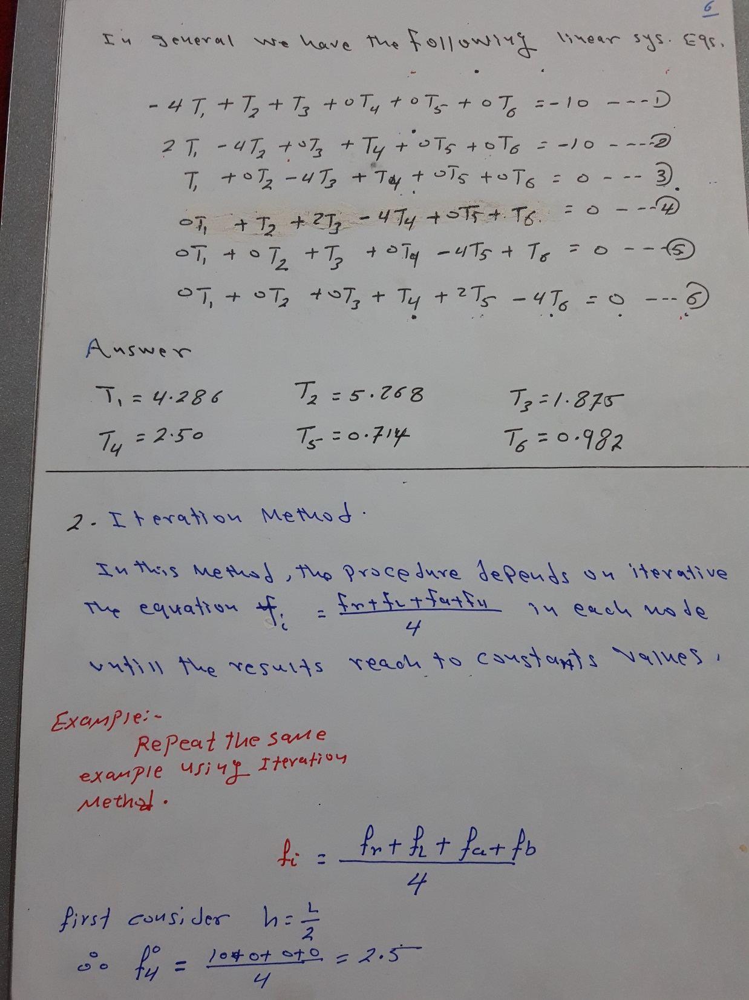 6
In general we have the following linear sys. Eqs.
-4T₁ + T₂ + T₃ + 0T₄ + 0T₅ + 0T₆ = -10 ---1)
2T₁ - 4T₂ + 0T₃ + T₄ + 0T₅ + 0T₆ = -10 ----2)
T₁ + 0T₂ - 4T₃ + T₄ + 0T₅ + 0T₆ = 0 ---- 3)
0T₁ + T₂ + 2T₃ - 4T₄ + 0T₅ + T₆ = 0 ---4)
0T₁ + 0T₂ + T₃ + 0T₄ - 4T₅ + T₆ = 0 ---5)
0T₁ + 0T₂ + 0T₃ + T₄ + 2T₅ - 4T₆ = 0 ---6)
Answer
T₁ = 4.286 T₂ = 5.268 T₃ = 1.875
T₄ = 2.50 T₅ = 0.714 T₆ = 0.982
2. Iteration Method.
In this Method, the procedure depends on iterative
the equation fᵢ = (fr + fL + fa + fu)/4 in each node
untill the results reach to constants values.
Example:-
Repeat the same
example using Iteration
Method.
fi = (fr + fL + fa + fb)/4
first consider h = L/2
∴ f₄⁰ = (10+0+0+0)/4 = 2.5